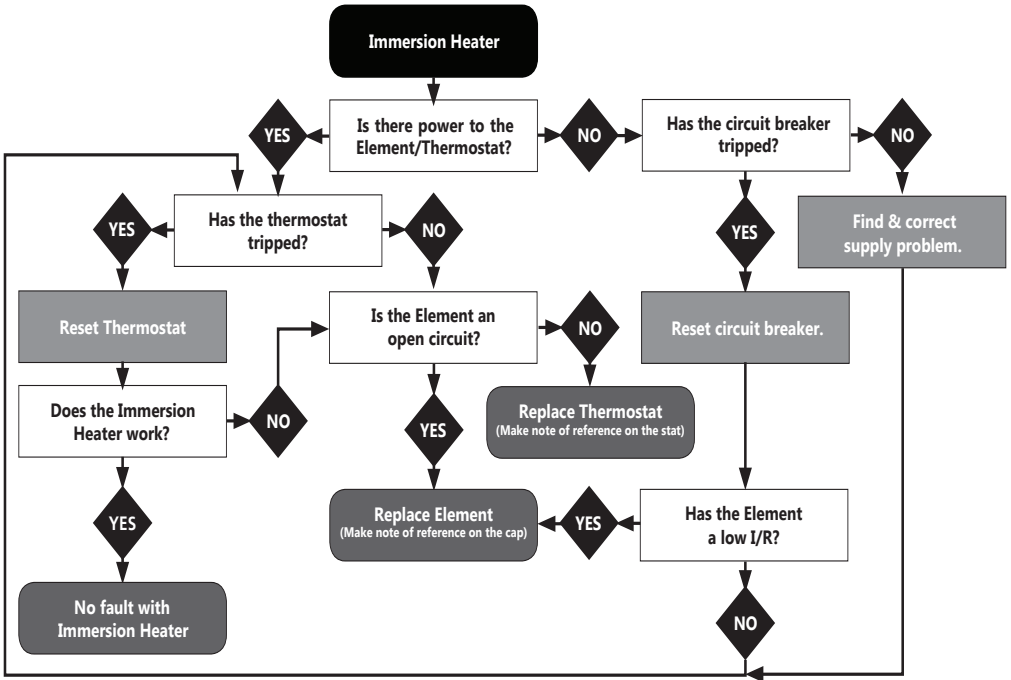 Immersion Heater
Is there power to the
Element/Thermostat?
YES
NO
Has the circuit breaker
tripped?
NO
Has the thermostat
tripped?
YES
NO
YES
Find & correct
supply problem.
Reset Thermostat
Is the Element an
open circuit?
NO
Reset circuit breaker.
Does the Immersion
Heater work?
NO
YES
Replace Thermostat
(Make note of reference on the stat)
YES
Replace Element
(Make note of reference on the cap)
YES
Has the Element
a low I/R?
No fault with
Immersion Heater
NO